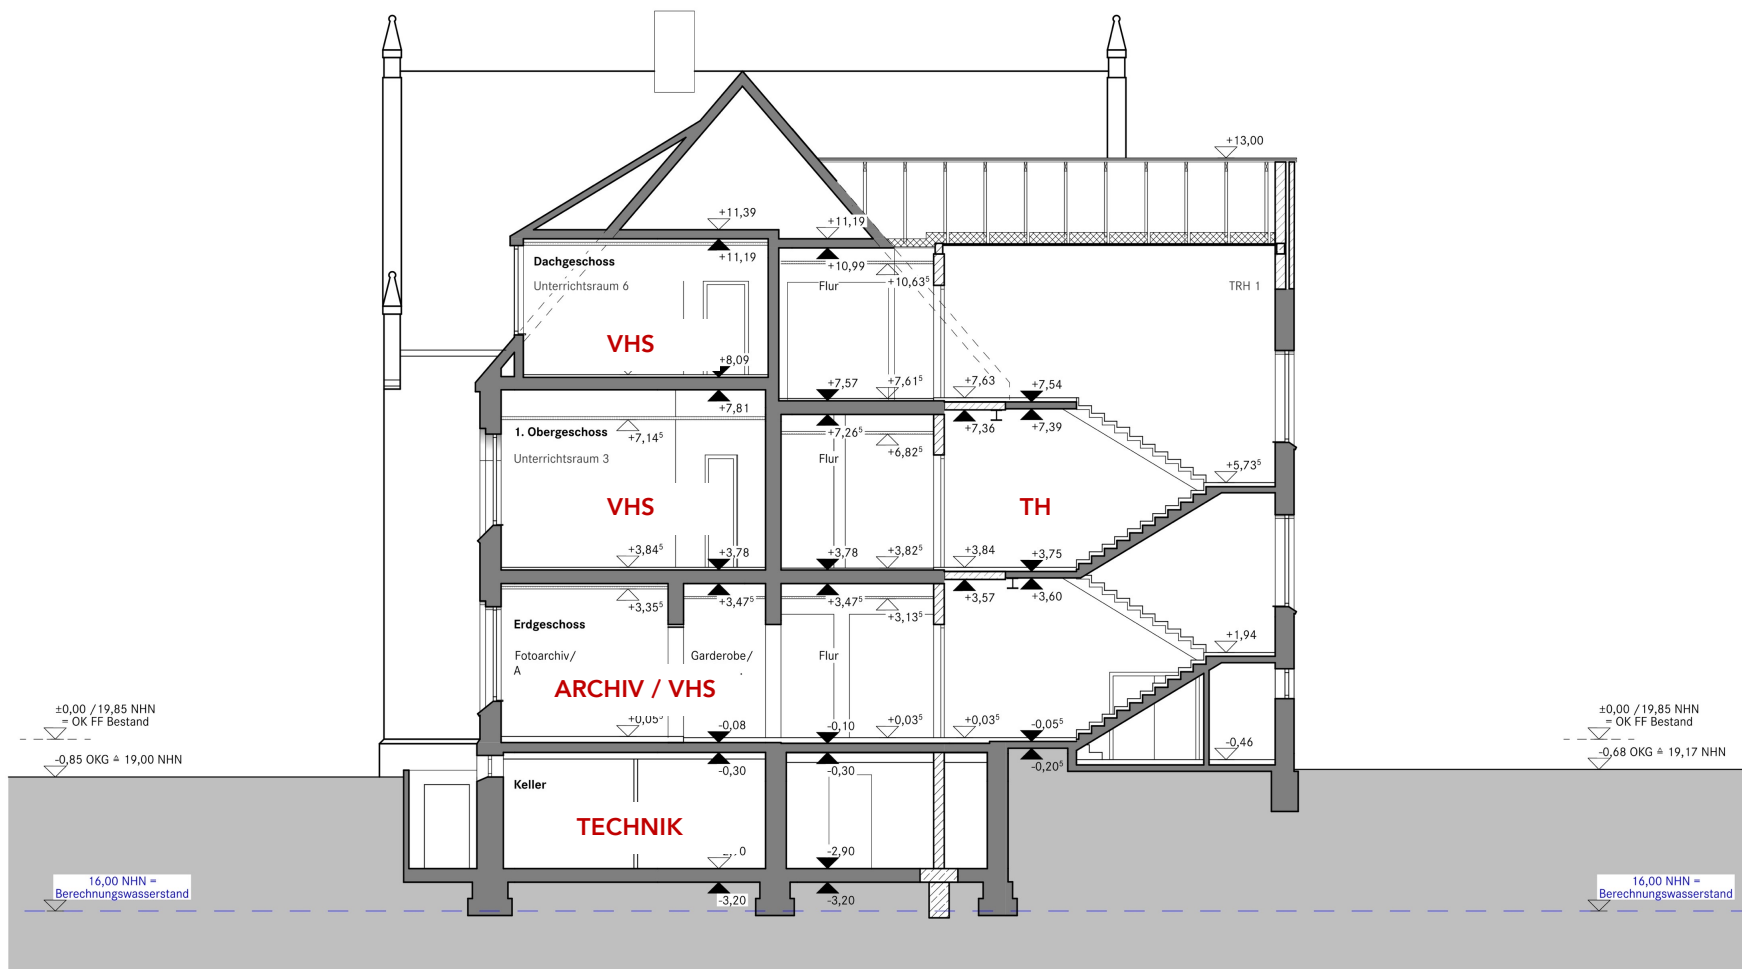 +13,00
+11,39
+11,19
+11,19
+10,99
+10,63⁵
Dachgeschoss
Unterrichtsraum 6
Flur
TRH 1
VHS
+8,09
+7,81
+7,57
+7,61⁵
+7,63
+7,54
+7,36
+7,39
+7,14⁵
+7,26⁵
+6,82⁵
1. Obergeschoss
Unterrichtsraum 3
Flur
+5,73⁵
VHS
TH
+3,84⁵
+3,78
+3,78
+3,82⁵
+3,84
+3,75
+3,35⁵
+3,47⁵
+3,47⁵
+3,13⁵
+3,57
+3,60
Erdgeschoss
Fotoarchiv/
A
Garderobe/
Flur
+1,94
ARCHIV / VHS
±0,00 /19,85 NHN
= OK FF Bestand
-0,85 OKG ≙ 19,00 NHN
+0,05⁵
-0,08
-0,10
+0,03⁵
+0,03⁵
-0,05⁵
-0,46
±0,00 /19,85 NHN
= OK FF Bestand
-0,68 OKG ≙ 19,17 NHN
-0,30
-0,30
-0,20⁵
Keller
TECHNIK
-2,90
-3,20
-3,20
16,00 NHN =
Berechnungswasserstand
16,00 NHN =
Berechnungswasserstand